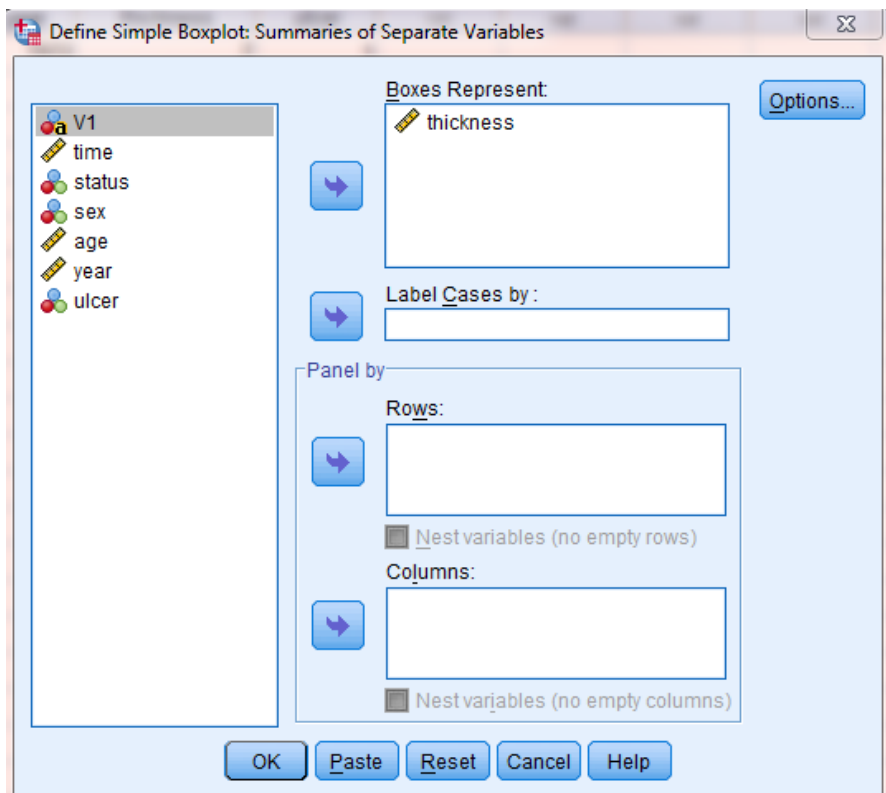 Define Simple Boxplot: Summaries of Separate Variables
V1
time
status
sex
age
year
ulcer
Boxes Represent:
thickness
Options...
Label Cases by :
Panel by
Rows:
Nest variables (no empty rows)
Columns:
Nest variables (no empty columns)
OK
Paste
Reset
Cancel
Help